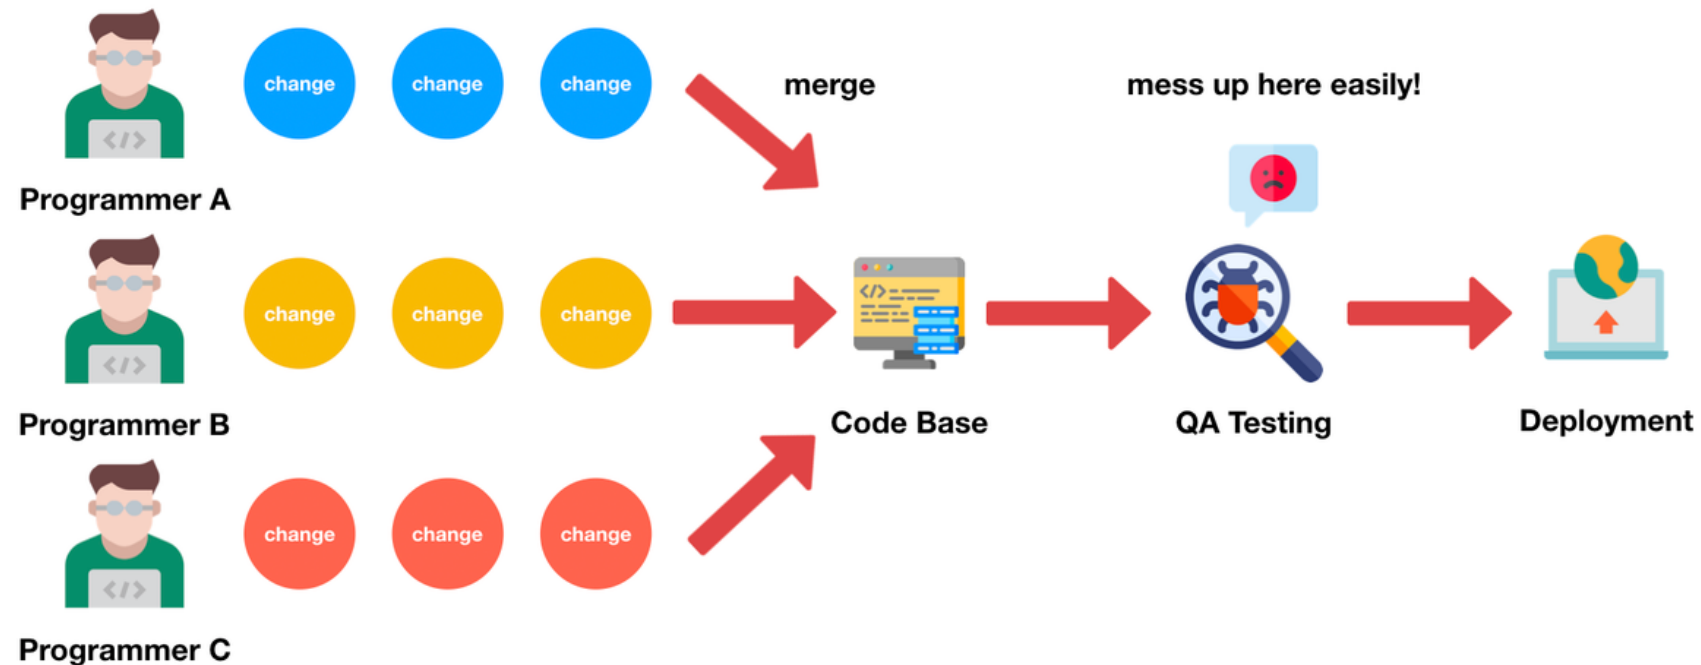 change change change
merge
mess up here easily!
</>
Programmer A
change change change
</>
</>
Programmer B
Code Base
QA Testing
Deployment
change change change
</>
Programmer C